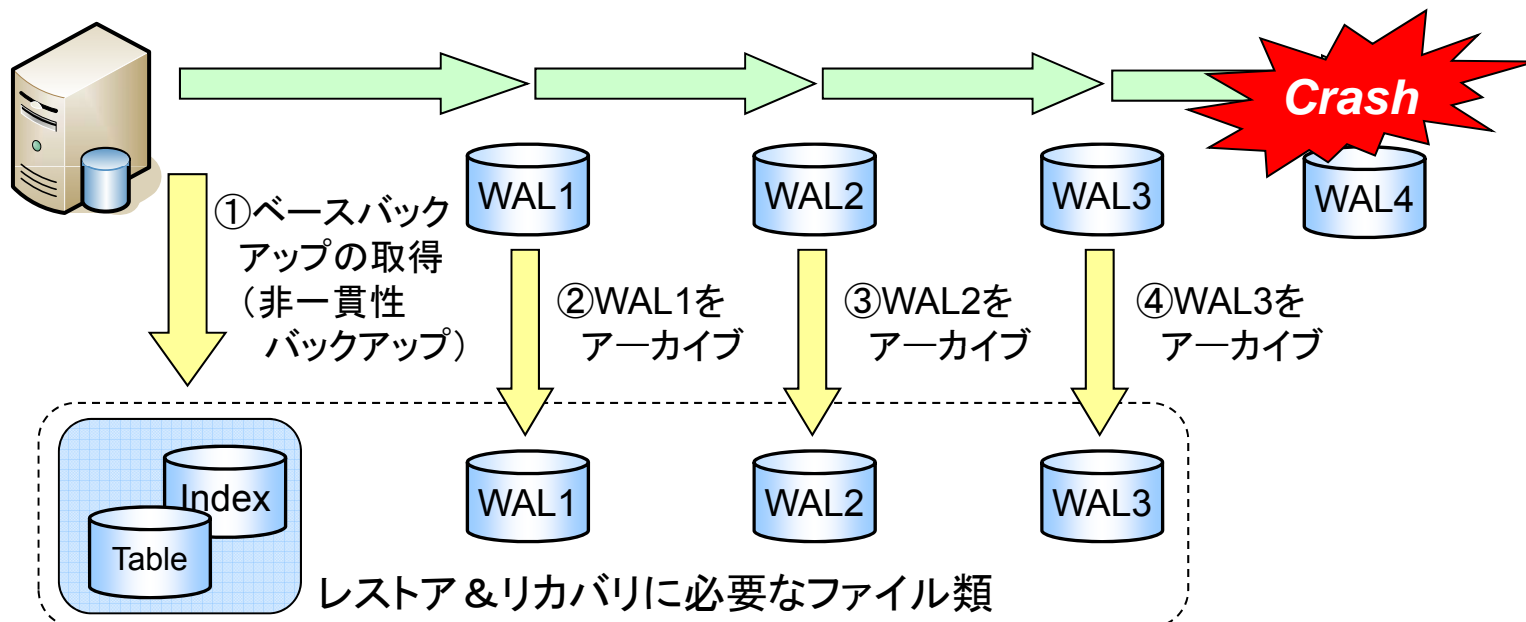 Crash
WAL1
WAL2
WAL3
WAL4
①ベースバック
アップの取得
（非一貫性
バックアップ）
②WAL1を
アーカイブ
③WAL2を
アーカイブ
④WAL3を
アーカイブ
Index
Table
WAL1
WAL2
WAL3
レストア＆リカバリに必要なファイル類